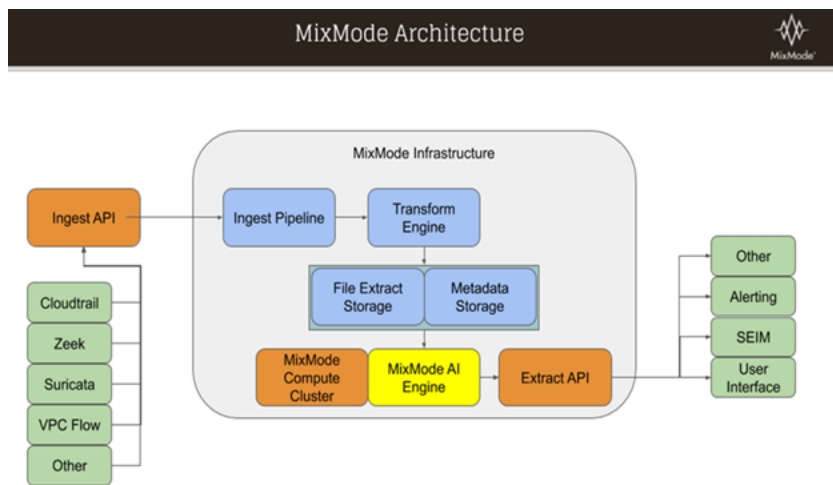 MixMode Architecture
MixMode®
MixMode Infrastructure
Ingest API
Ingest Pipeline
Transform
Engine
File Extract
Storage
Metadata
Storage
MixMode
Compute
Cluster
MixMode AI
Engine
Extract API
Cloudtrail
Zeek
Suricata
VPC Flow
Other
Other
Alerting
SEIM
User
Interface